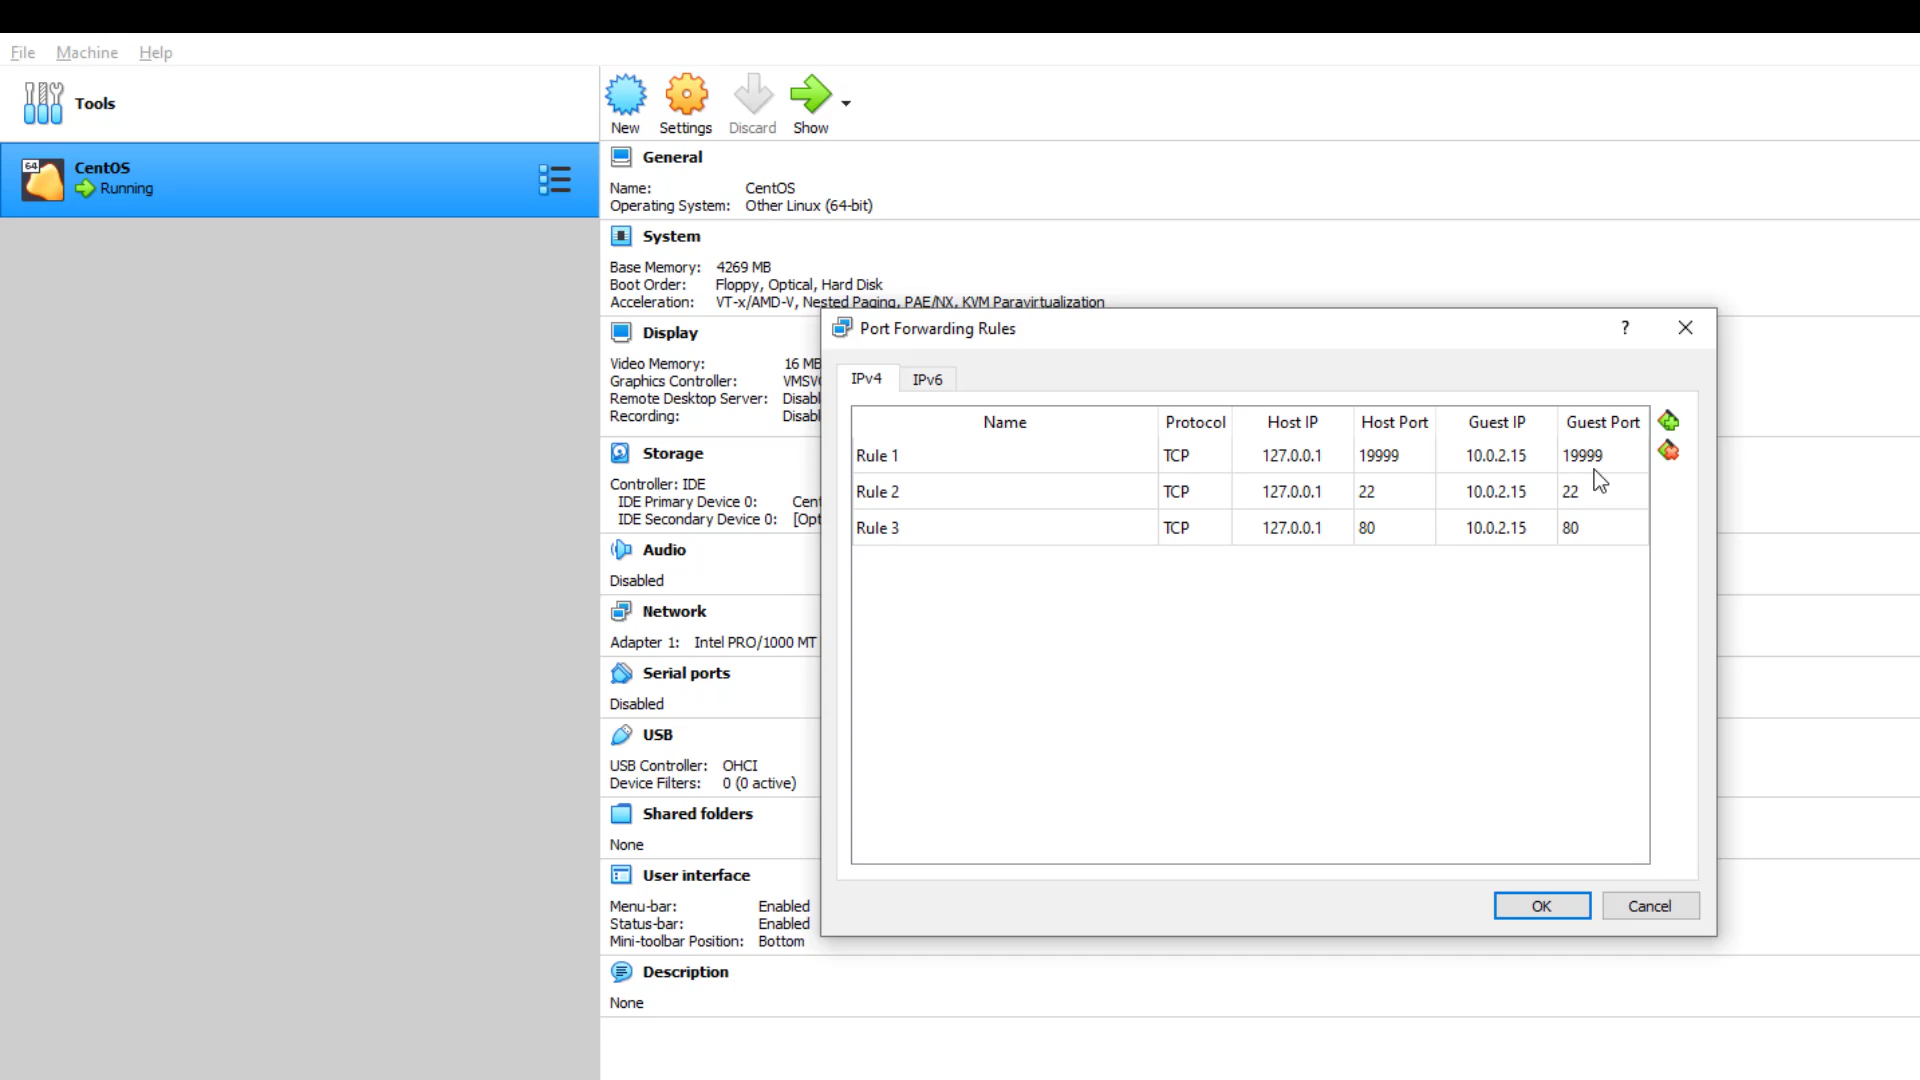 File Machine Help
Tools
New Settings Discard Show
64
CentOS
Running
General
Name: CentOS
Operating System: Other Linux (64-bit)
System
Base Memory: 4269 MB
Boot Order: Floppy, Optical, Hard Disk
Acceleration: VT-x/AMD-V, Nested Paging, PAE/NX, KVM Paravirtualization
Display
Video Memory: 16 MB
Graphics Controller: VMSV
Remote Desktop Server: Disabl
Recording: Disabl
Storage
Controller: IDE
IDE Primary Device 0: Cent
IDE Secondary Device 0: [Opt
Audio
Disabled
Network
Adapter 1: Intel PRO/1000 MT
Serial ports
Disabled
USB
USB Controller: OHCI
Device Filters: 0 (0 active)
Shared folders
None
User interface
Menu-bar: Enabled
Status-bar: Enabled
Mini-toolbar Position: Bottom
Description
None
Port Forwarding Rules ?
IPv4 IPv6
Name Protocol Host IP Host Port Guest IP Guest Port
Rule 1 TCP 127.0.0.1 19999 10.0.2.15 19999
Rule 2 TCP 127.0.0.1 22 10.0.2.15 22
Rule 3 TCP 127.0.0.1 80 10.0.2.15 80
OK Cancel